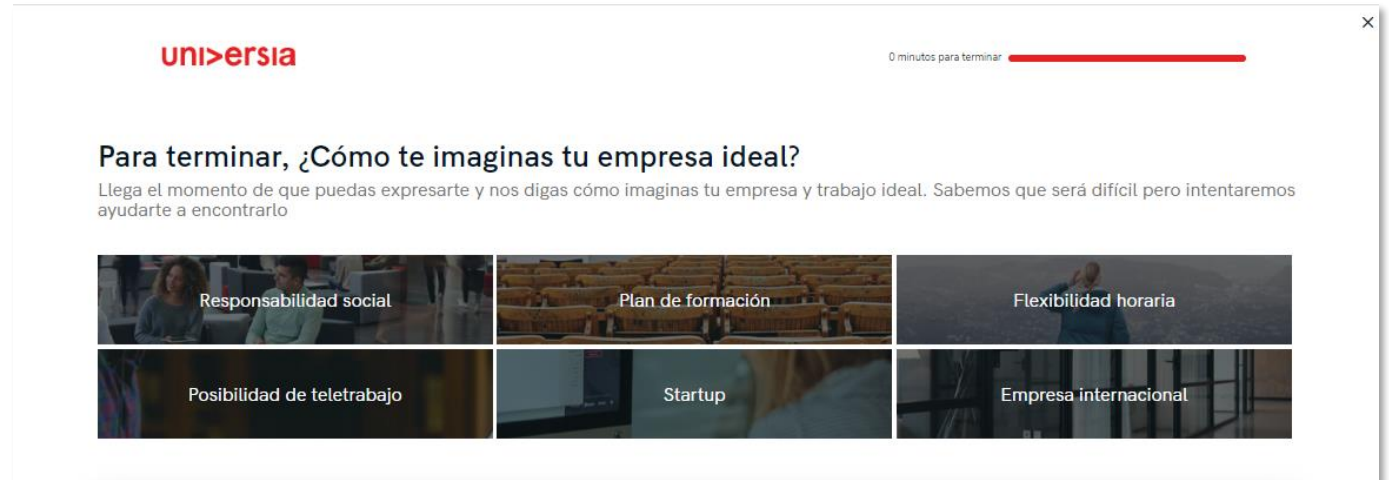 uni>ersia
0 minutos para terminar
Para terminar, ¿Cómo te imaginas tu empresa ideal?
Llega el momento de que puedas expresarte y nos digas cómo imaginas tu empresa y trabajo ideal. Sabemos que será difícil pero intentaremos
ayudarte a encontrarlo
Responsabilidad social
Plan de formación
Flexibilidad horaria
Posibilidad de teletrabajo
Startup
Empresa internacional